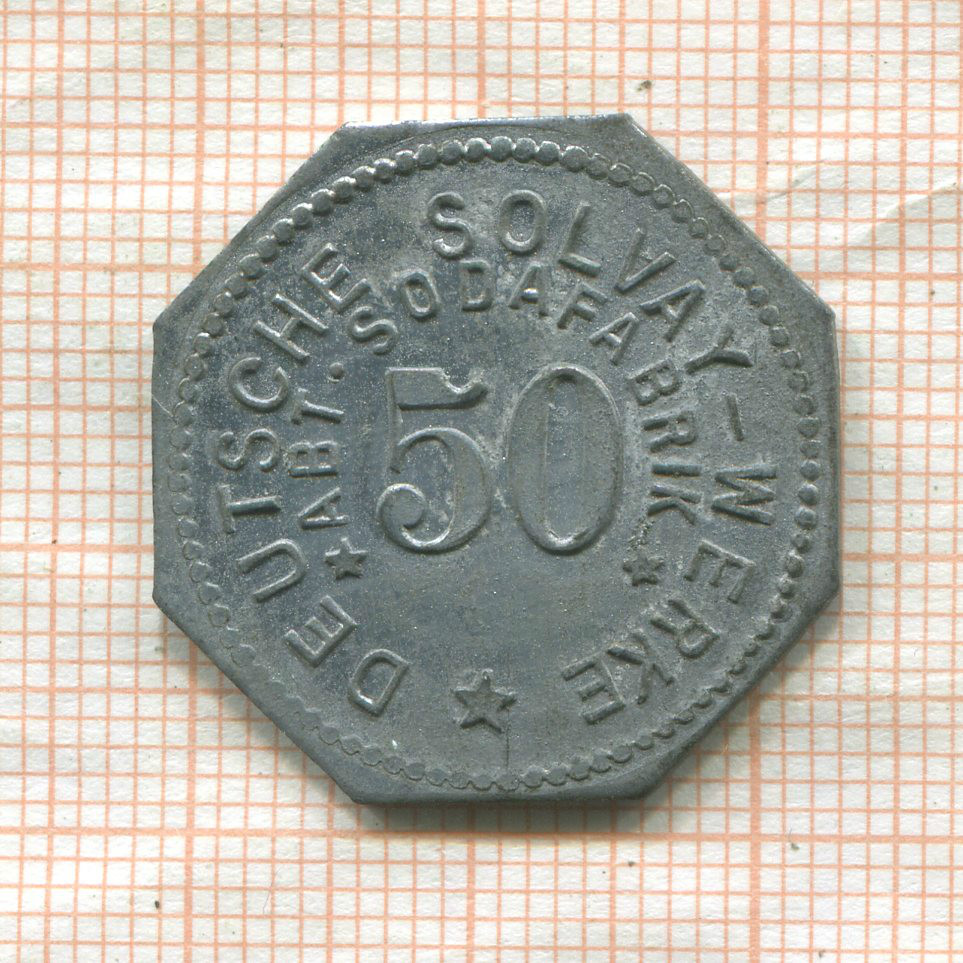 DEUTSCHE SOLVAY-WERKE
ABT. SODAFABRIK
50